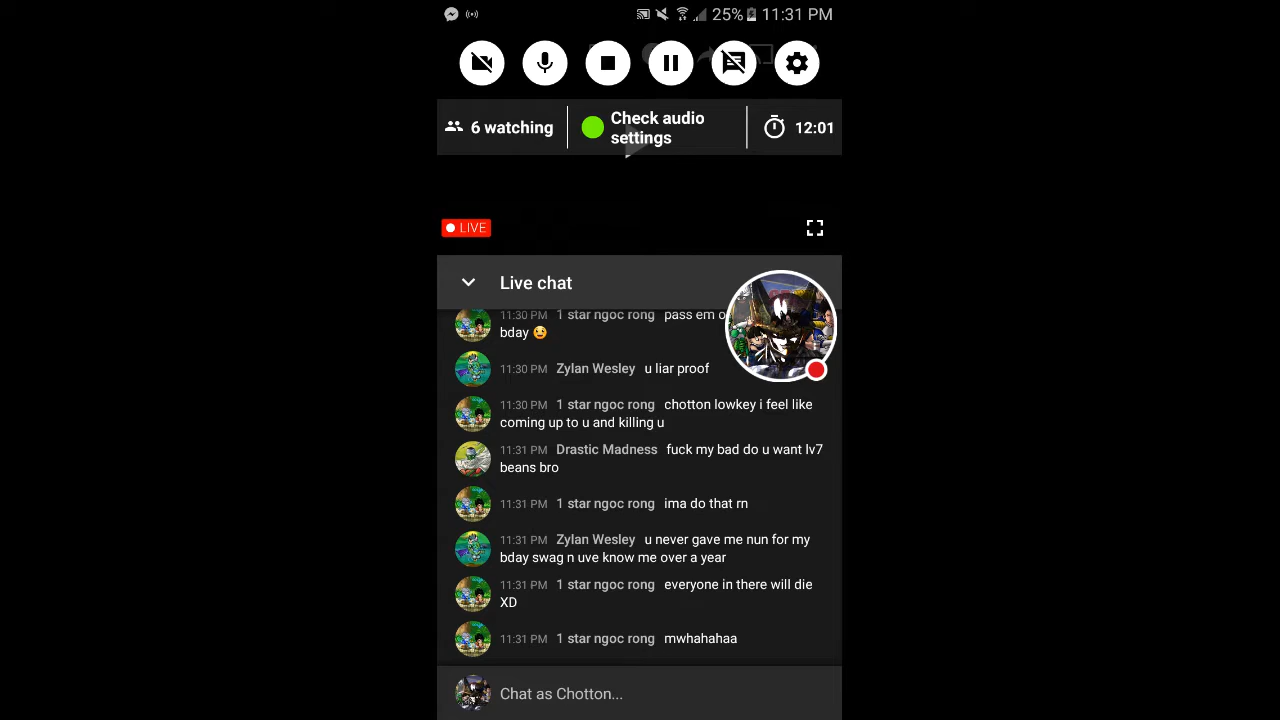 25% 11:31 PM
6 watching
Check audio
settings
12:01
LIVE
Live chat
11:30 PM 1 star ngoc rong pass em o
bday
11:30 PM Zylan Wesley u liar proof
11:30 PM 1 star ngoc rong chotton lowkey i feel like
coming up to u and killing u
11:31 PM Drastic Madness fuck my bad do u want lv7
beans bro
11:31 PM 1 star ngoc rong ima do that rn
11:31 PM Zylan Wesley u never gave me nun for my
bday swag n uve know me over a year
11:31 PM 1 star ngoc rong everyone in there will die
XD
11:31 PM 1 star ngoc rong mwhahahaa
Chat as Chotton...